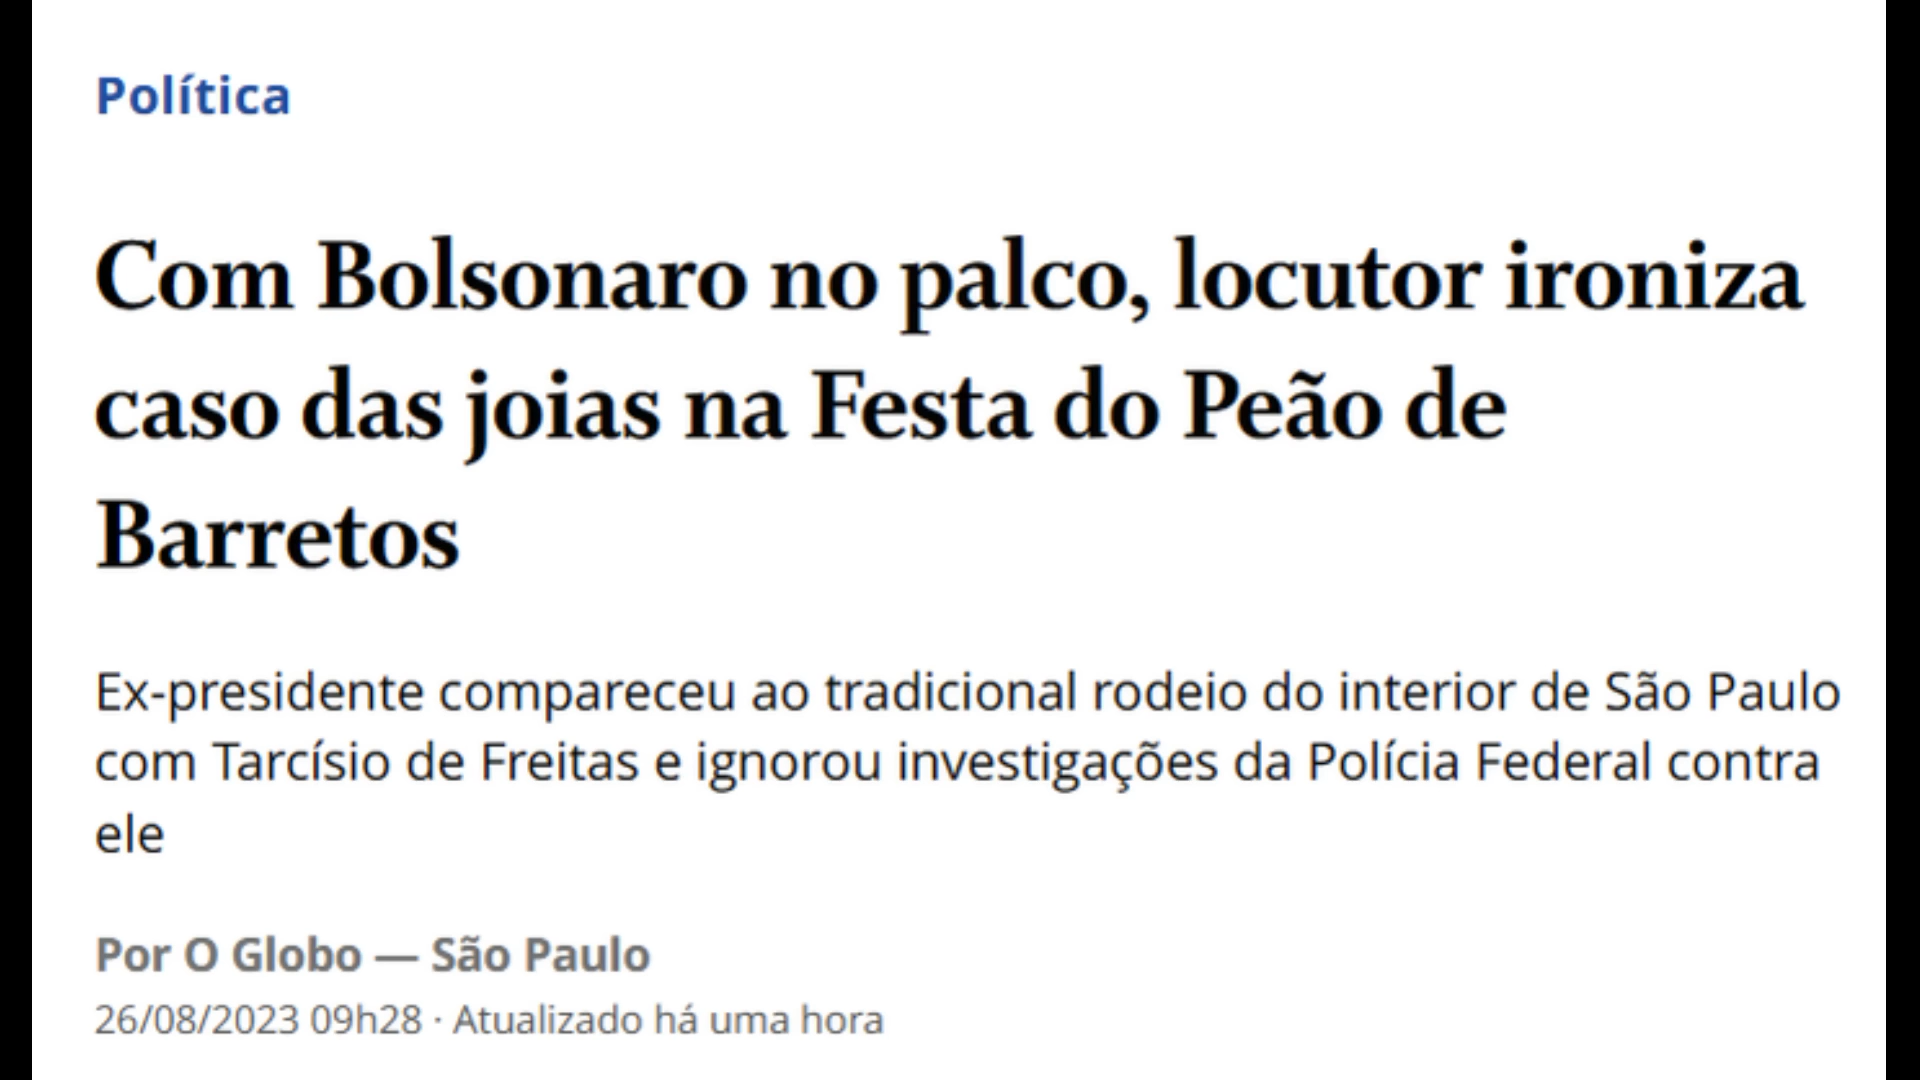 Política
Com Bolsonaro no palco, locutor ironiza
caso das joias na Festa do Peão de
Barretos
Ex-presidente compareceu ao tradicional rodeio do interior de São Paulo
com Tarcísio de Freitas e ignorou investigações da Polícia Federal contra
ele
Por O Globo — São Paulo
26/08/2023 09h28 · Atualizado há uma hora